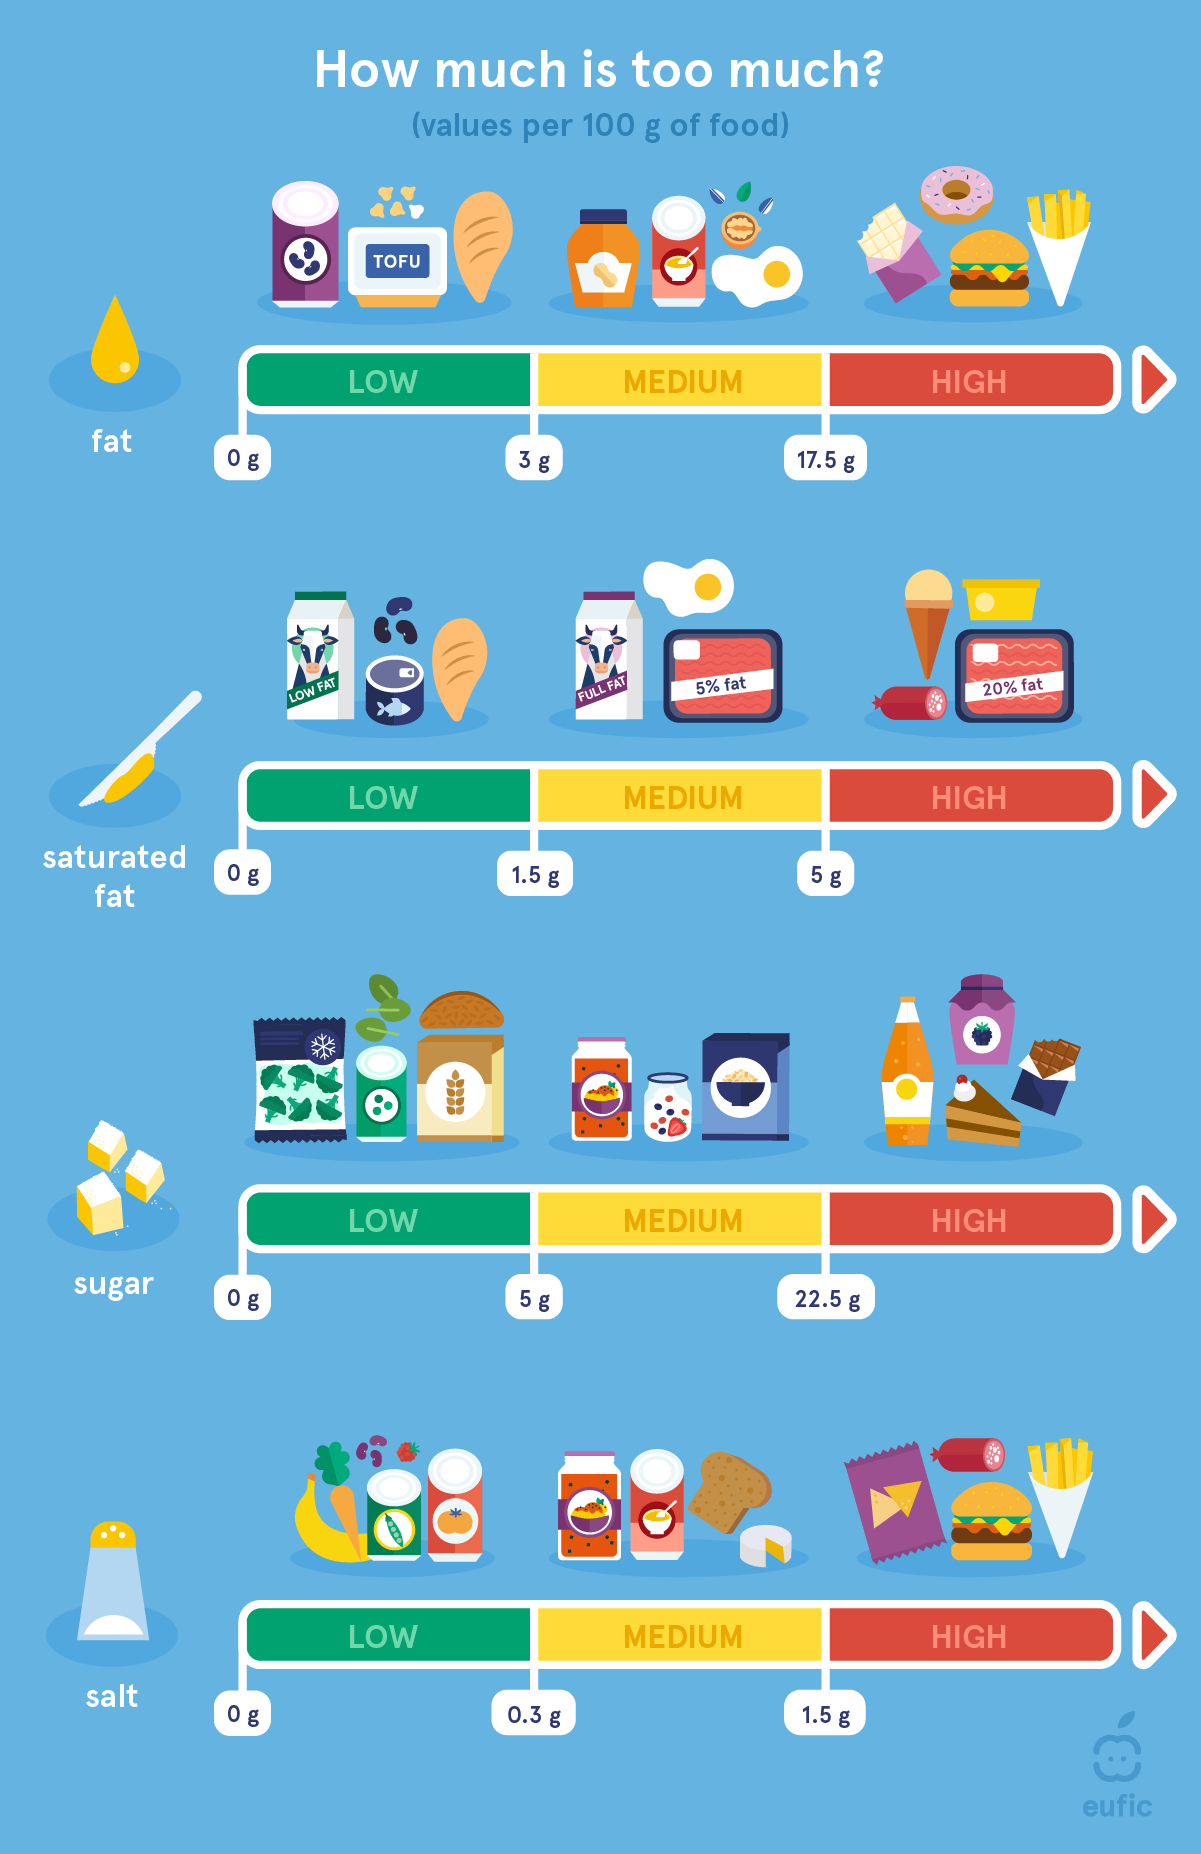 How much is too much?
(values per 100 g of food)
TOFU
LOW MEDIUM HIGH
fat
0 g 3 g 17.5 g
LOW FAT
FULL FAT
5% fat
20% fat
LOW MEDIUM HIGH
saturated
fat
0 g 1.5 g 5 g
LOW MEDIUM HIGH
sugar
0 g 5 g 22.5 g
LOW MEDIUM HIGH
salt
0 g 0.3 g 1.5 g
eufic